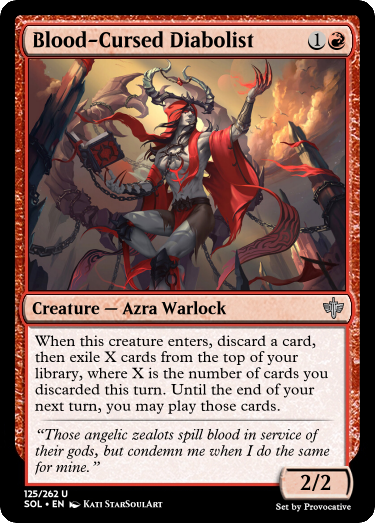 Blood-Cursed Diabolist 1
Creature — Azra Warlock
When this creature enters, discard a card,
then exile X cards from the top of your
library, where X is the number of cards you
discarded this turn. Until the end of your
next turn, you may play those cards.
“Those angelic zealots spill blood in service of
their gods, but condemn me when I do the same
for mine.”
2/2
125/262 U
SOL • EN Kati StarSoulArt
Set by Provocative